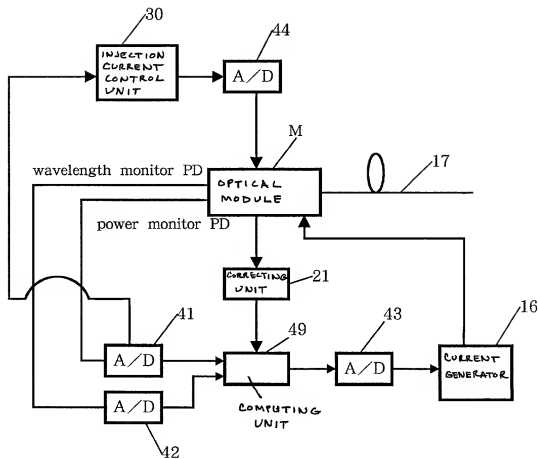 30
44
INJECTION
CURRENT
CONTROL
UNIT
A/D
M
wavelength monitor PD
OPTICAL
MODULE
17
power monitor PD
CORRECTING
UNIT
21
41
49
43
16
A/D
A/D
CURRENT
GENERATOR
A/D
COMPUTING
UNIT
42